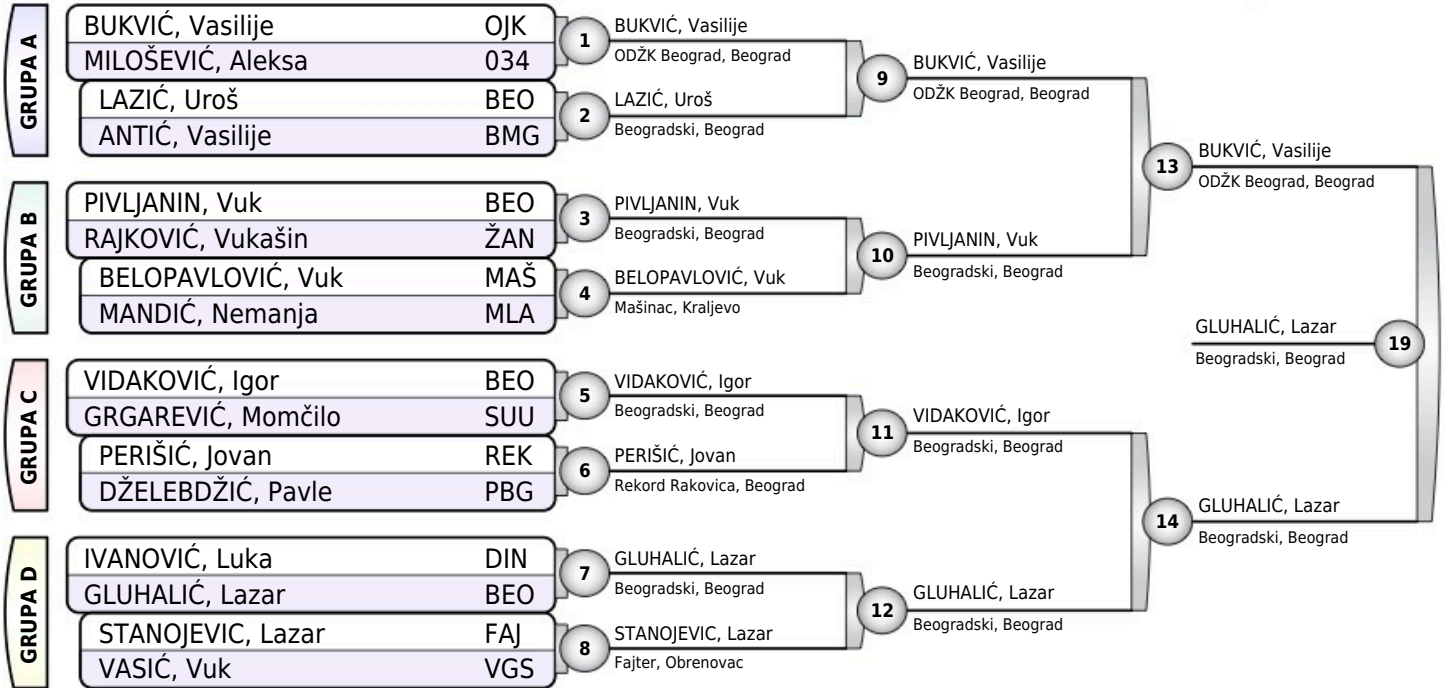 GRUPA A
BUKVIĆ, Vasilije OJK
MILOŠEVIĆ, Aleksa 034
LAZIĆ, Uroš BEO
ANTIĆ, Vasilije BMG
GRUPA B
PIVLJANIN, Vuk BEO
RAJKOVIĆ, Vukašin ŽAN
BELOPAVLOVIĆ, Vuk MAŠ
MANDIĆ, Nemanja MLA
GRUPA C
VIDAKOVIĆ, Igor BEO
GRGAREVIĆ, Momčilo SUU
PERIŠIĆ, Jovan REK
DŽELEBDŽIĆ, Pavle PBG
GRUPA D
IVANOVIĆ, Luka DIN
GLUHALIĆ, Lazar BEO
STANOJEVIC, Lazar FAJ
VASIĆ, Vuk VGS
1
BUKVIĆ, Vasilije
ODŽK Beograd, Beograd
2
LAZIĆ, Uroš
Beogradski, Beograd
3
PIVLJANIN, Vuk
Beogradski, Beograd
4
BELOPAVLOVIĆ, Vuk
Mašinac, Kraljevo
5
VIDAKOVIĆ, Igor
Beogradski, Beograd
6
PERIŠIĆ, Jovan
Rekord Rakovica, Beograd
7
GLUHALIĆ, Lazar
Beogradski, Beograd
8
STANOJEVIC, Lazar
Fajter, Obrenovac
9
BUKVIĆ, Vasilije
ODŽK Beograd, Beograd
10
PIVLJANIN, Vuk
Beogradski, Beograd
11
VIDAKOVIĆ, Igor
Beogradski, Beograd
12
GLUHALIĆ, Lazar
Beogradski, Beograd
13
BUKVIĆ, Vasilije
ODŽK Beograd, Beograd
14
GLUHALIĆ, Lazar
Beogradski, Beograd
GLUHALIĆ, Lazar
Beogradski, Beograd
19